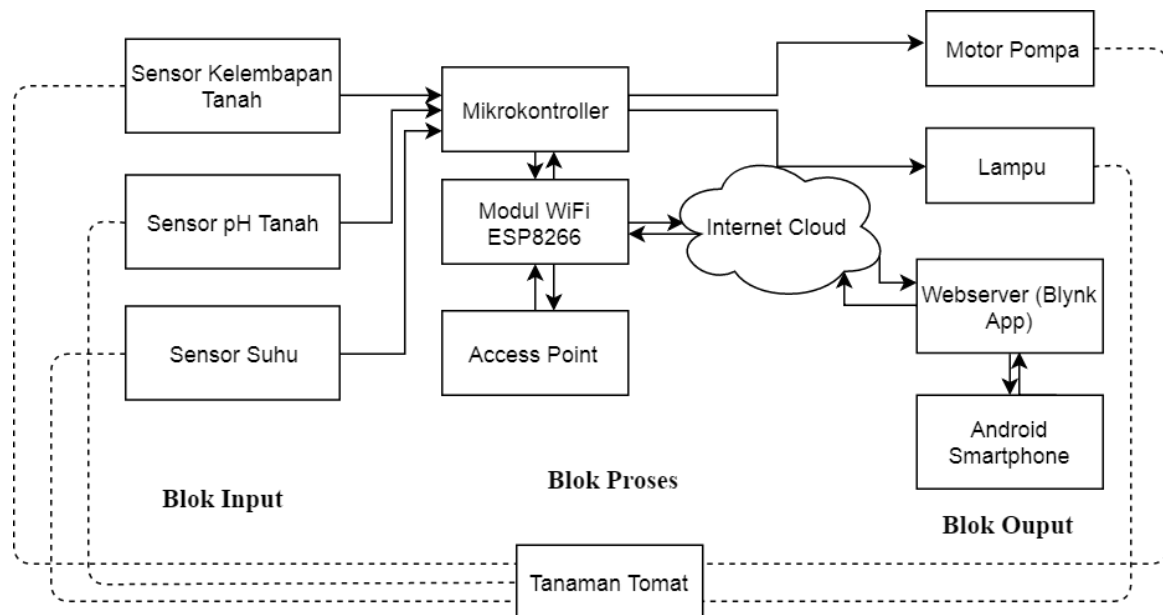 Sensor Kelembapan
Tanah
Sensor pH Tanah
Sensor Suhu
Blok Input
Mikrokontroller
Modul WiFi
ESP8266
Access Point
Blok Proses
Internet Cloud
Motor Pompa
Lampu
Webserver (Blynk
App)
Android
Smartphone
Blok Ouput
Tanaman Tomat